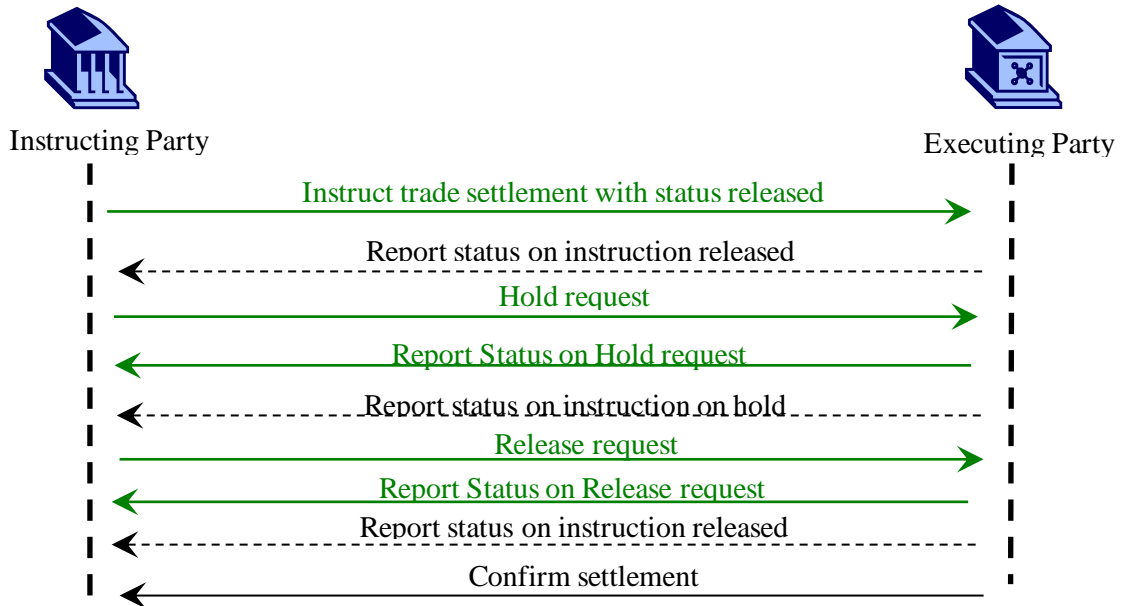 Instructing Party
Executing Party
Instruct trade settlement with status released
Report status on instruction released
Hold request
Report Status on Hold request
Report status on instruction on hold
Release request
Report Status on Release request
Report status on instruction released
Confirm settlement